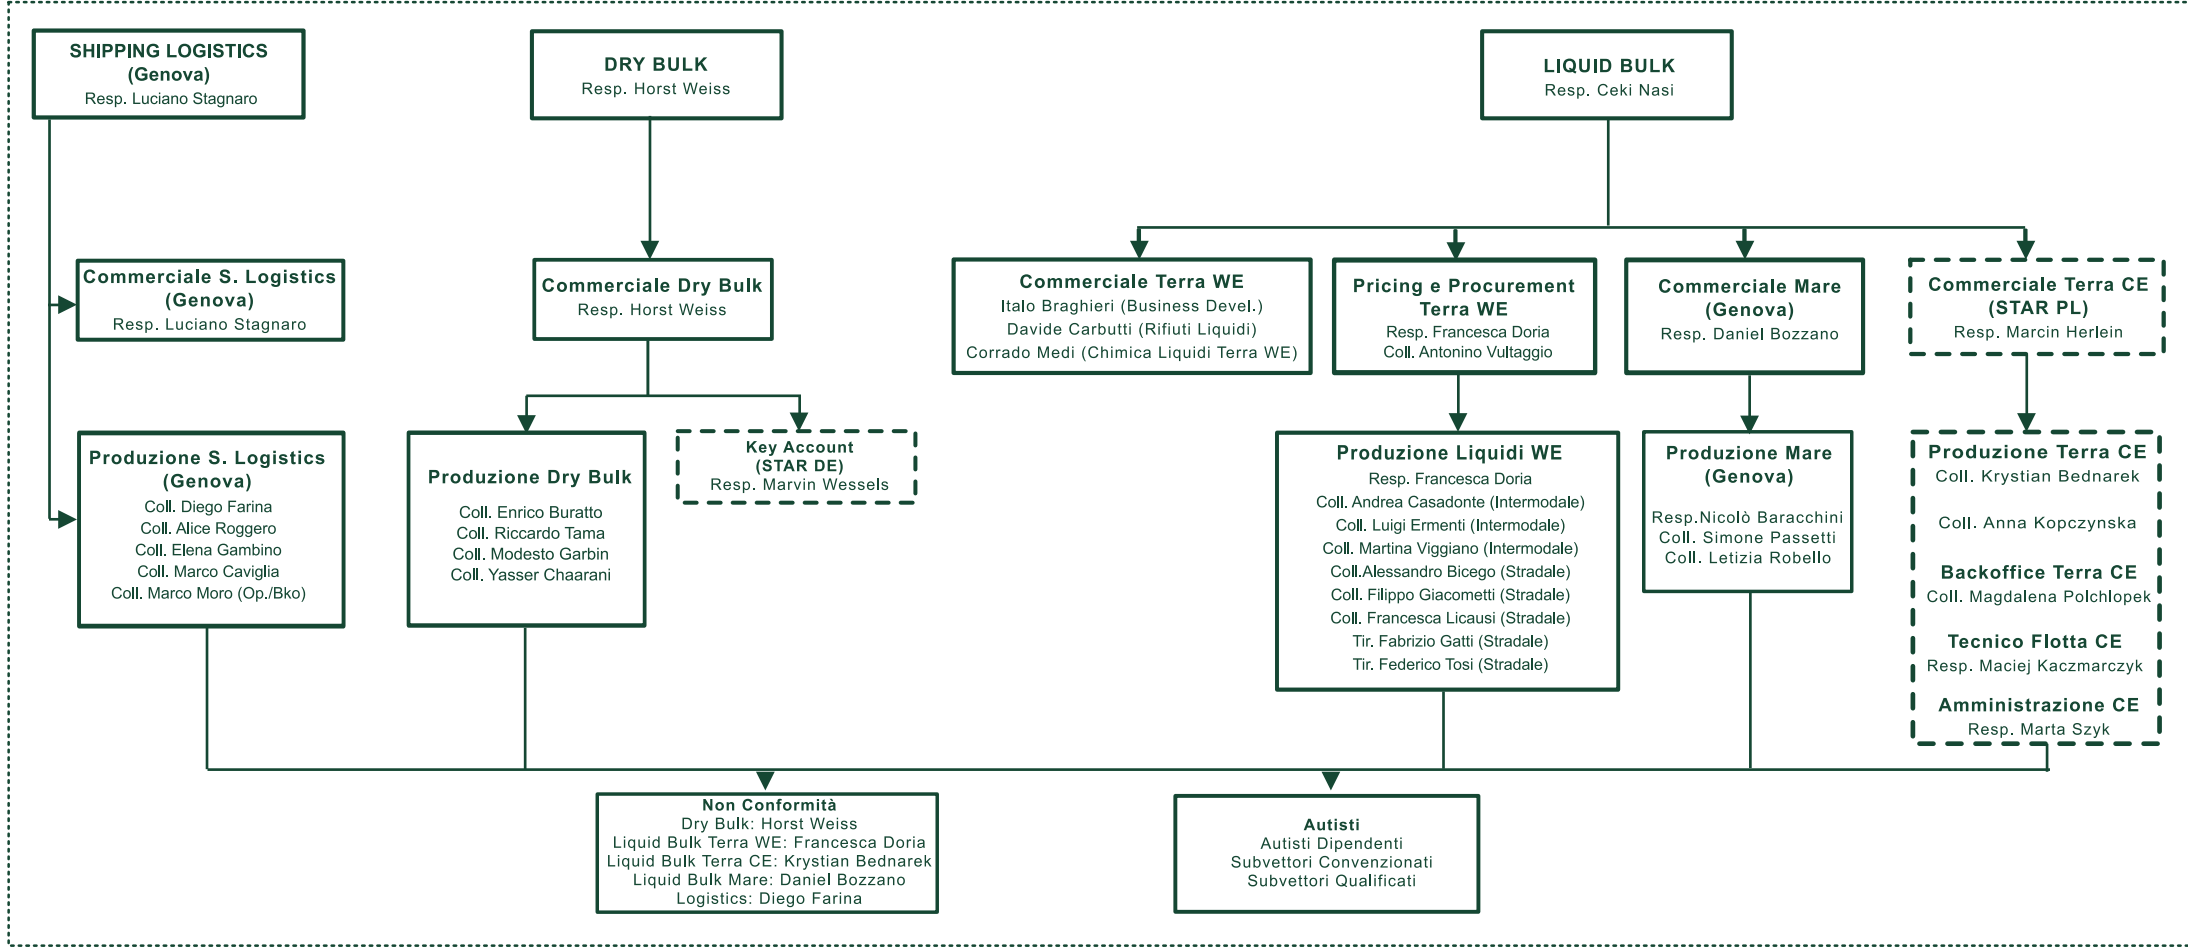 SHIPPING LOGISTICS
(Genova)
Resp. Luciano Stagnaro
DRY BULK
Resp. Horst Weiss
LIQUID BULK
Resp. Ceki Nasi
Commerciale S. Logistics
(Genova)
Resp. Luciano Stagnaro
Commerciale Dry Bulk
Resp. Horst Weiss
Commerciale Terra WE
Italo Braghieri (Business Devel.)
Davide Carbutti (Rifiuti Liquidi)
Corrado Medi (Chimica Liquidi Terra WE)
Pricing e Procurement
Terra WE
Resp. Francesca Doria
Coll. Antonino Vultaggio
Commerciale Mare
(Genova)
Resp. Daniel Bozzano
Commerciale Terra CE
(STAR PL)
Resp. Marcin Herlein
Produzione S. Logistics
(Genova)
Coll. Diego Farina
Coll. Alice Roggero
Coll. Elena Gambino
Coll. Marco Caviglia
Coll. Marco Moro (Op./Bko)
Produzione Dry Bulk
Coll. Enrico Buratto
Coll. Riccardo Tama
Coll. Modesto Garbin
Coll. Yasser Chaarani
Key Account
(STAR DE)
Resp. Marvin Wessels
Produzione Liquidi WE
Resp. Francesca Doria
Coll. Andrea Casadonte (Intermodale)
Coll. Luigi Ermenti (Intermodale)
Coll. Martina Viggiano (Intermodale)
Coll.Alessandro Bicego (Stradale)
Coll. Filippo Giacometti (Stradale)
Coll. Francesca Licausi (Stradale)
Tir. Fabrizio Gatti (Stradale)
Tir. Federico Tosi (Stradale)
Produzione Mare
(Genova)
Resp.Nicolò Baracchini
Coll. Simone Passetti
Coll. Letizia Robello
Produzione Terra CE
Coll. Krystian Bednarek
Coll. Anna Kopczynska
Backoffice Terra CE
Coll. Magdalena Polchlopek
Tecnico Flotta CE
Resp. Maciej Kaczmarczyk
Amministrazione CE
Resp. Marta Szyk
Non Conformità
Dry Bulk: Horst Weiss
Liquid Bulk Terra WE: Francesca Doria
Liquid Bulk Terra CE: Krystian Bednarek
Liquid Bulk Mare: Daniel Bozzano
Logistics: Diego Farina
Autisti
Autisti Dipendenti
Subvettori Convenzionati
Subvettori Qualificati